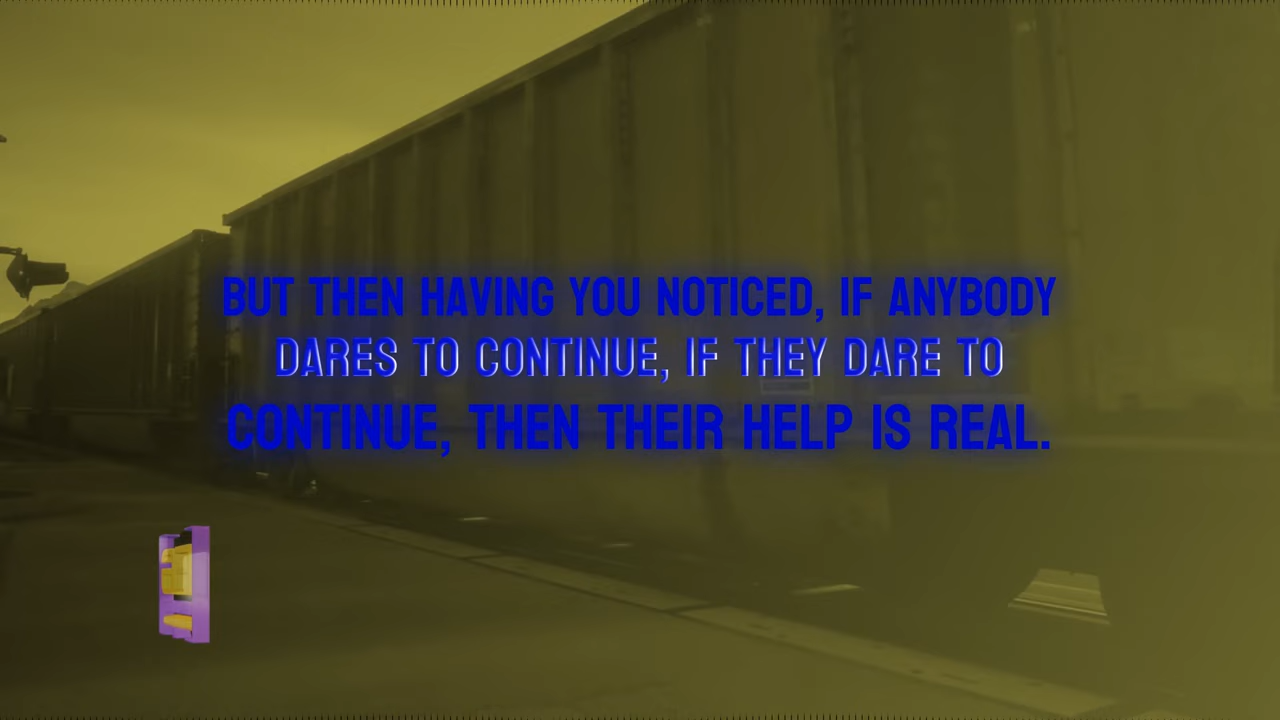 BUT THEN HAVING YOU NOTICED, IF ANYBODY
DARES TO CONTINUE, IF THEY DARE TO
CONTINUE, THEN THEIR HELP IS REAL.